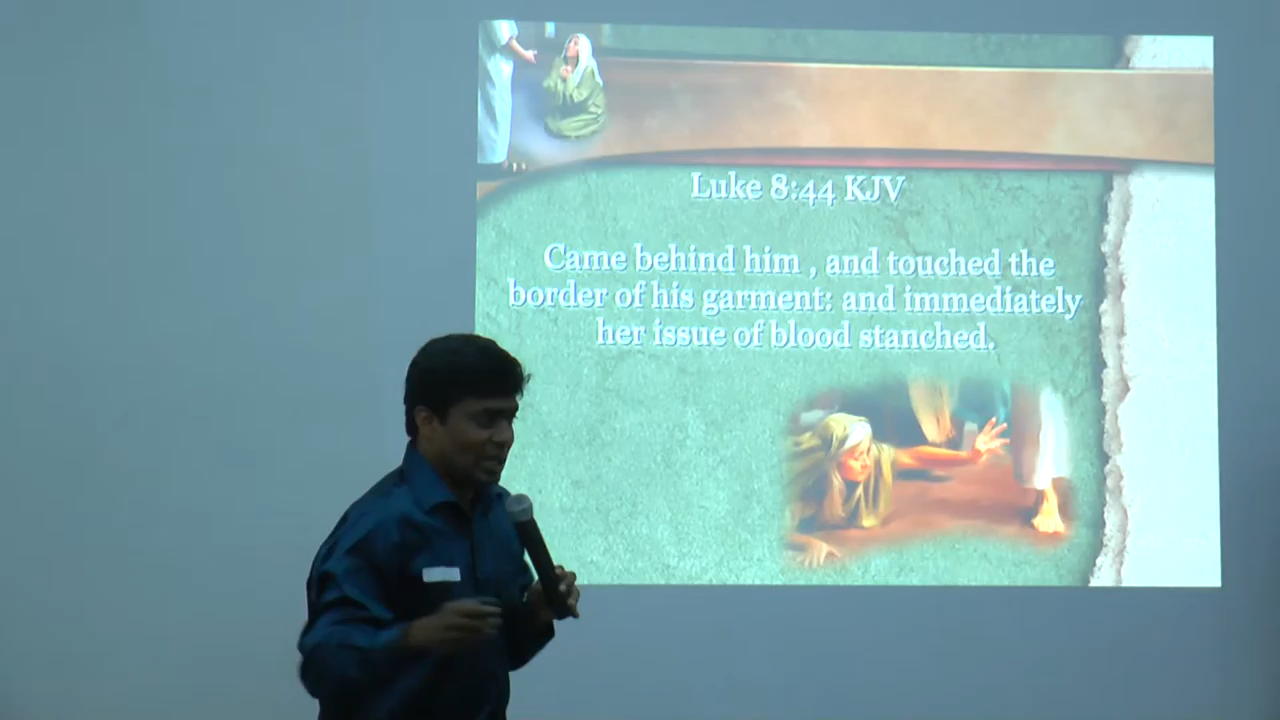 Luke 8:44 KJV
Came behind him , and touched the
border of his garment: and immediately
her issue of blood stanched.